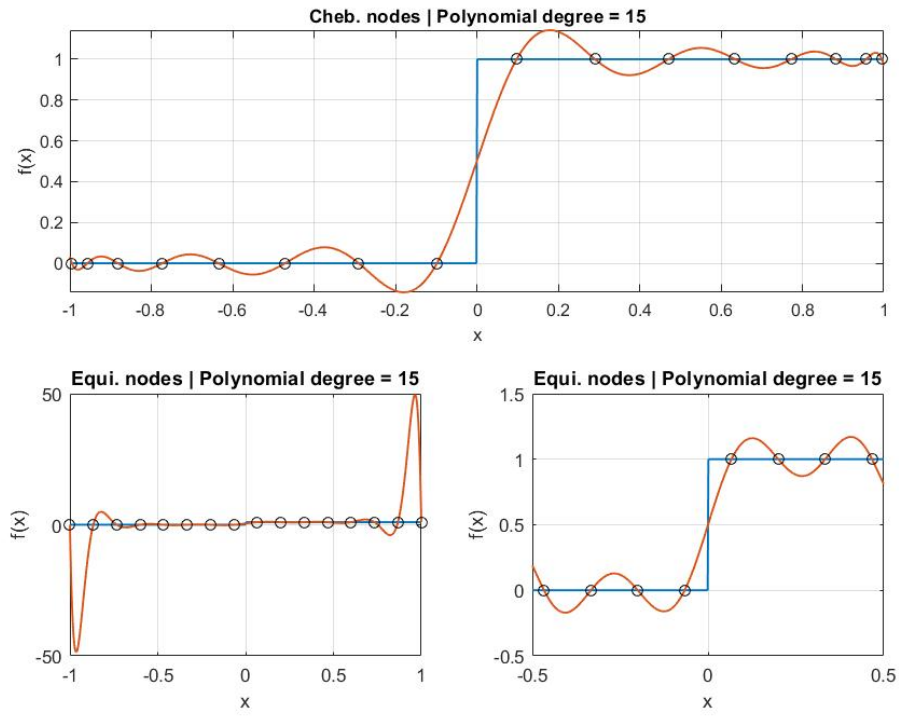 Cheb. nodes | Polynomial degree = 15
1
0.8
0.6
0.4
0.2
0
f(x)
-1 -0.8 -0.6 -0.4 -0.2 0 0.2 0.4 0.6 0.8 1
x
Equi. nodes | Polynomial degree = 15
50
0
-50
f(x)
-1 -0.5 0 0.5 1
x
Equi. nodes | Polynomial degree = 15
1.5
1
0.5
0
-0.5
f(x)
-0.5 0 0.5
x